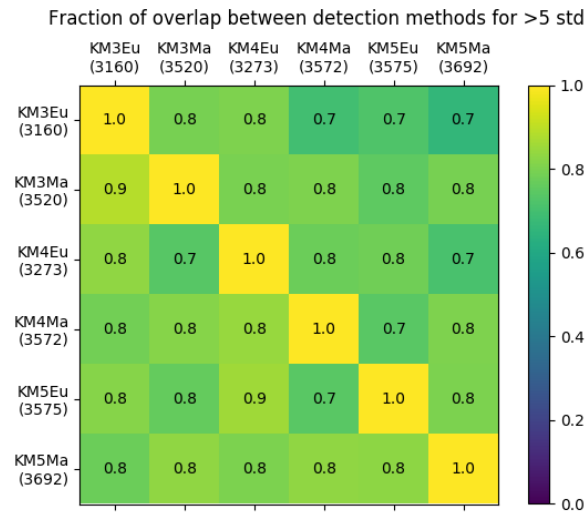 Fraction of overlap between detection methods for >5 std
KM3Eu KM3Ma KM4Eu KM4Ma KM5Eu KM5Ma
(3160) (3520) (3273) (3572) (3575) (3692)
KM3Eu
(3160)
1.0 0.8 0.8 0.7 0.7 0.7
KM3Ma
(3520)
0.9 1.0 0.8 0.8 0.8 0.8
KM4Eu
(3273)
0.8 0.7 1.0 0.8 0.8 0.7
KM4Ma
(3572)
0.8 0.8 0.8 1.0 0.7 0.8
KM5Eu
(3575)
0.8 0.8 0.9 0.7 1.0 0.8
KM5Ma
(3692)
0.8 0.8 0.8 0.8 0.8 1.0
1.0
0.8
0.6
0.4
0.2
0.0